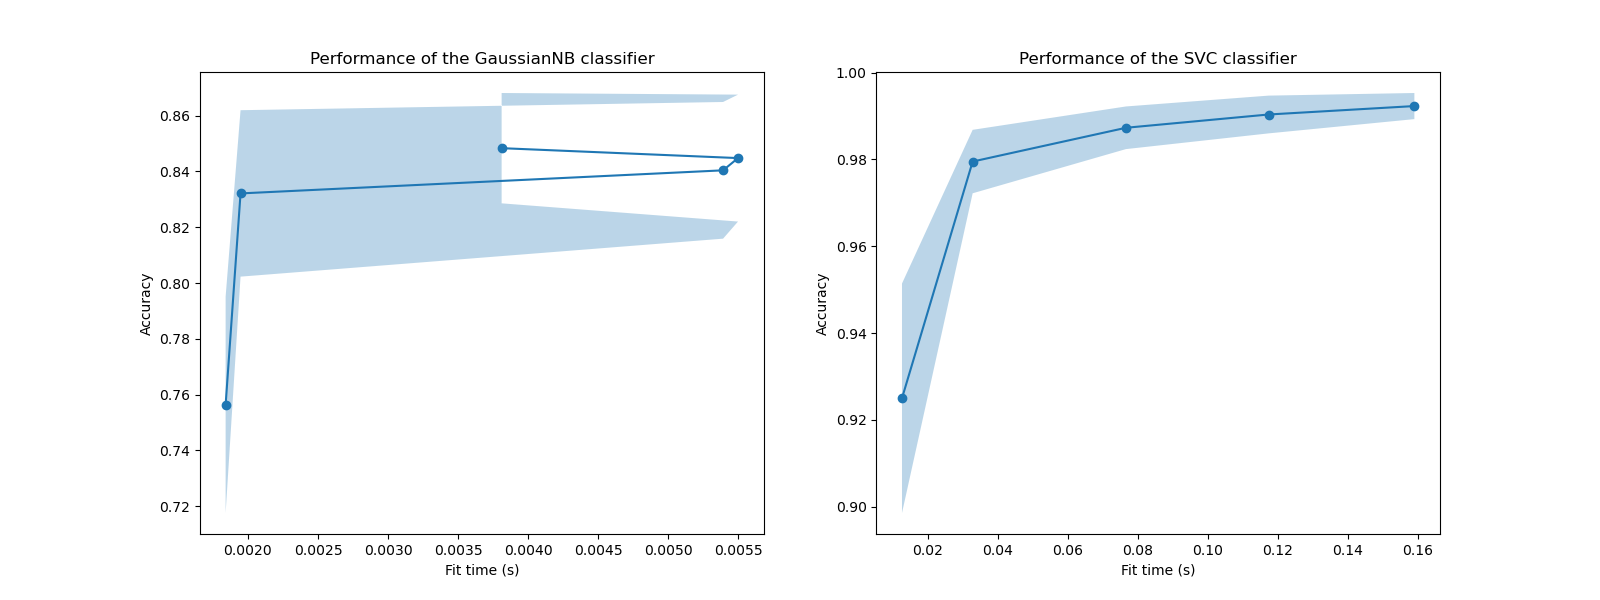 Performance of the GaussianNB classifier
0.86
0.84
0.82
0.80
0.78
0.76
0.74
0.72
Accuracy
0.0020 0.0025 0.0030 0.0035 0.0040 0.0045 0.0050 0.0055
Fit time (s)
Performance of the SVC classifier
1.00
0.98
0.96
0.94
0.92
0.90
Accuracy
0.02 0.04 0.06 0.08 0.10 0.12 0.14 0.16
Fit time (s)